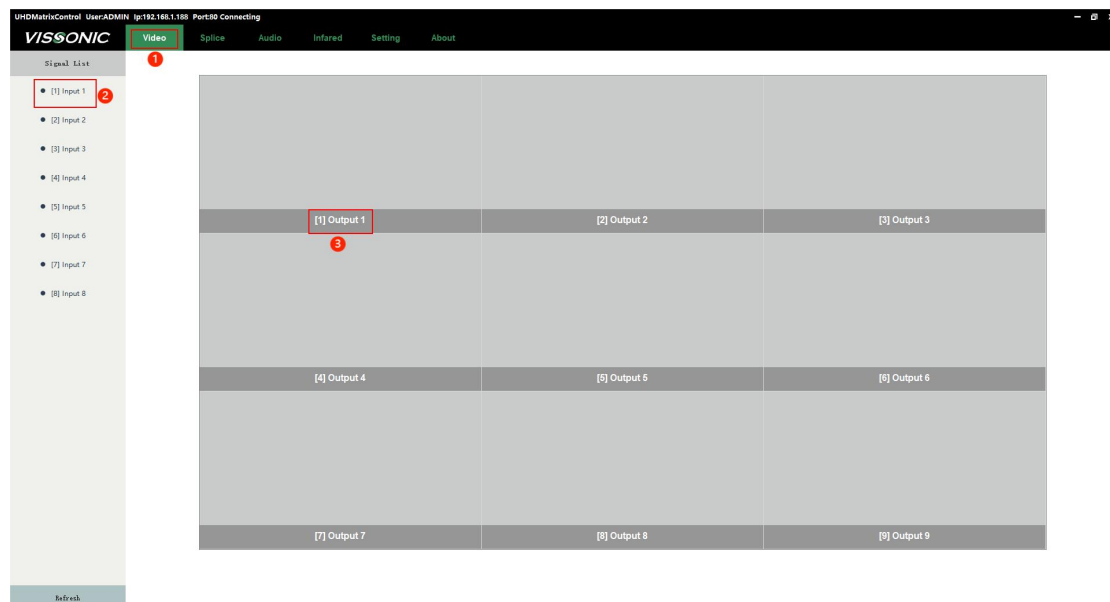 UHDMatrixControl User:ADMIN Ip:192.168.1.188 Port:80 Connecting
VISSONIC Video Splice Audio Infared Setting About
1
Signal List
[1] Input 1
2
[2] Input 2
[3] Input 3
[4] Input 4
[5] Input 5
[6] Input 6
[7] Input 7
[8] Input 8
[1] Output 1 [2] Output 2 [3] Output 3
3
[4] Output 4 [5] Output 5 [6] Output 6
[7] Output 7 [8] Output 8 [9] Output 9
Refresh